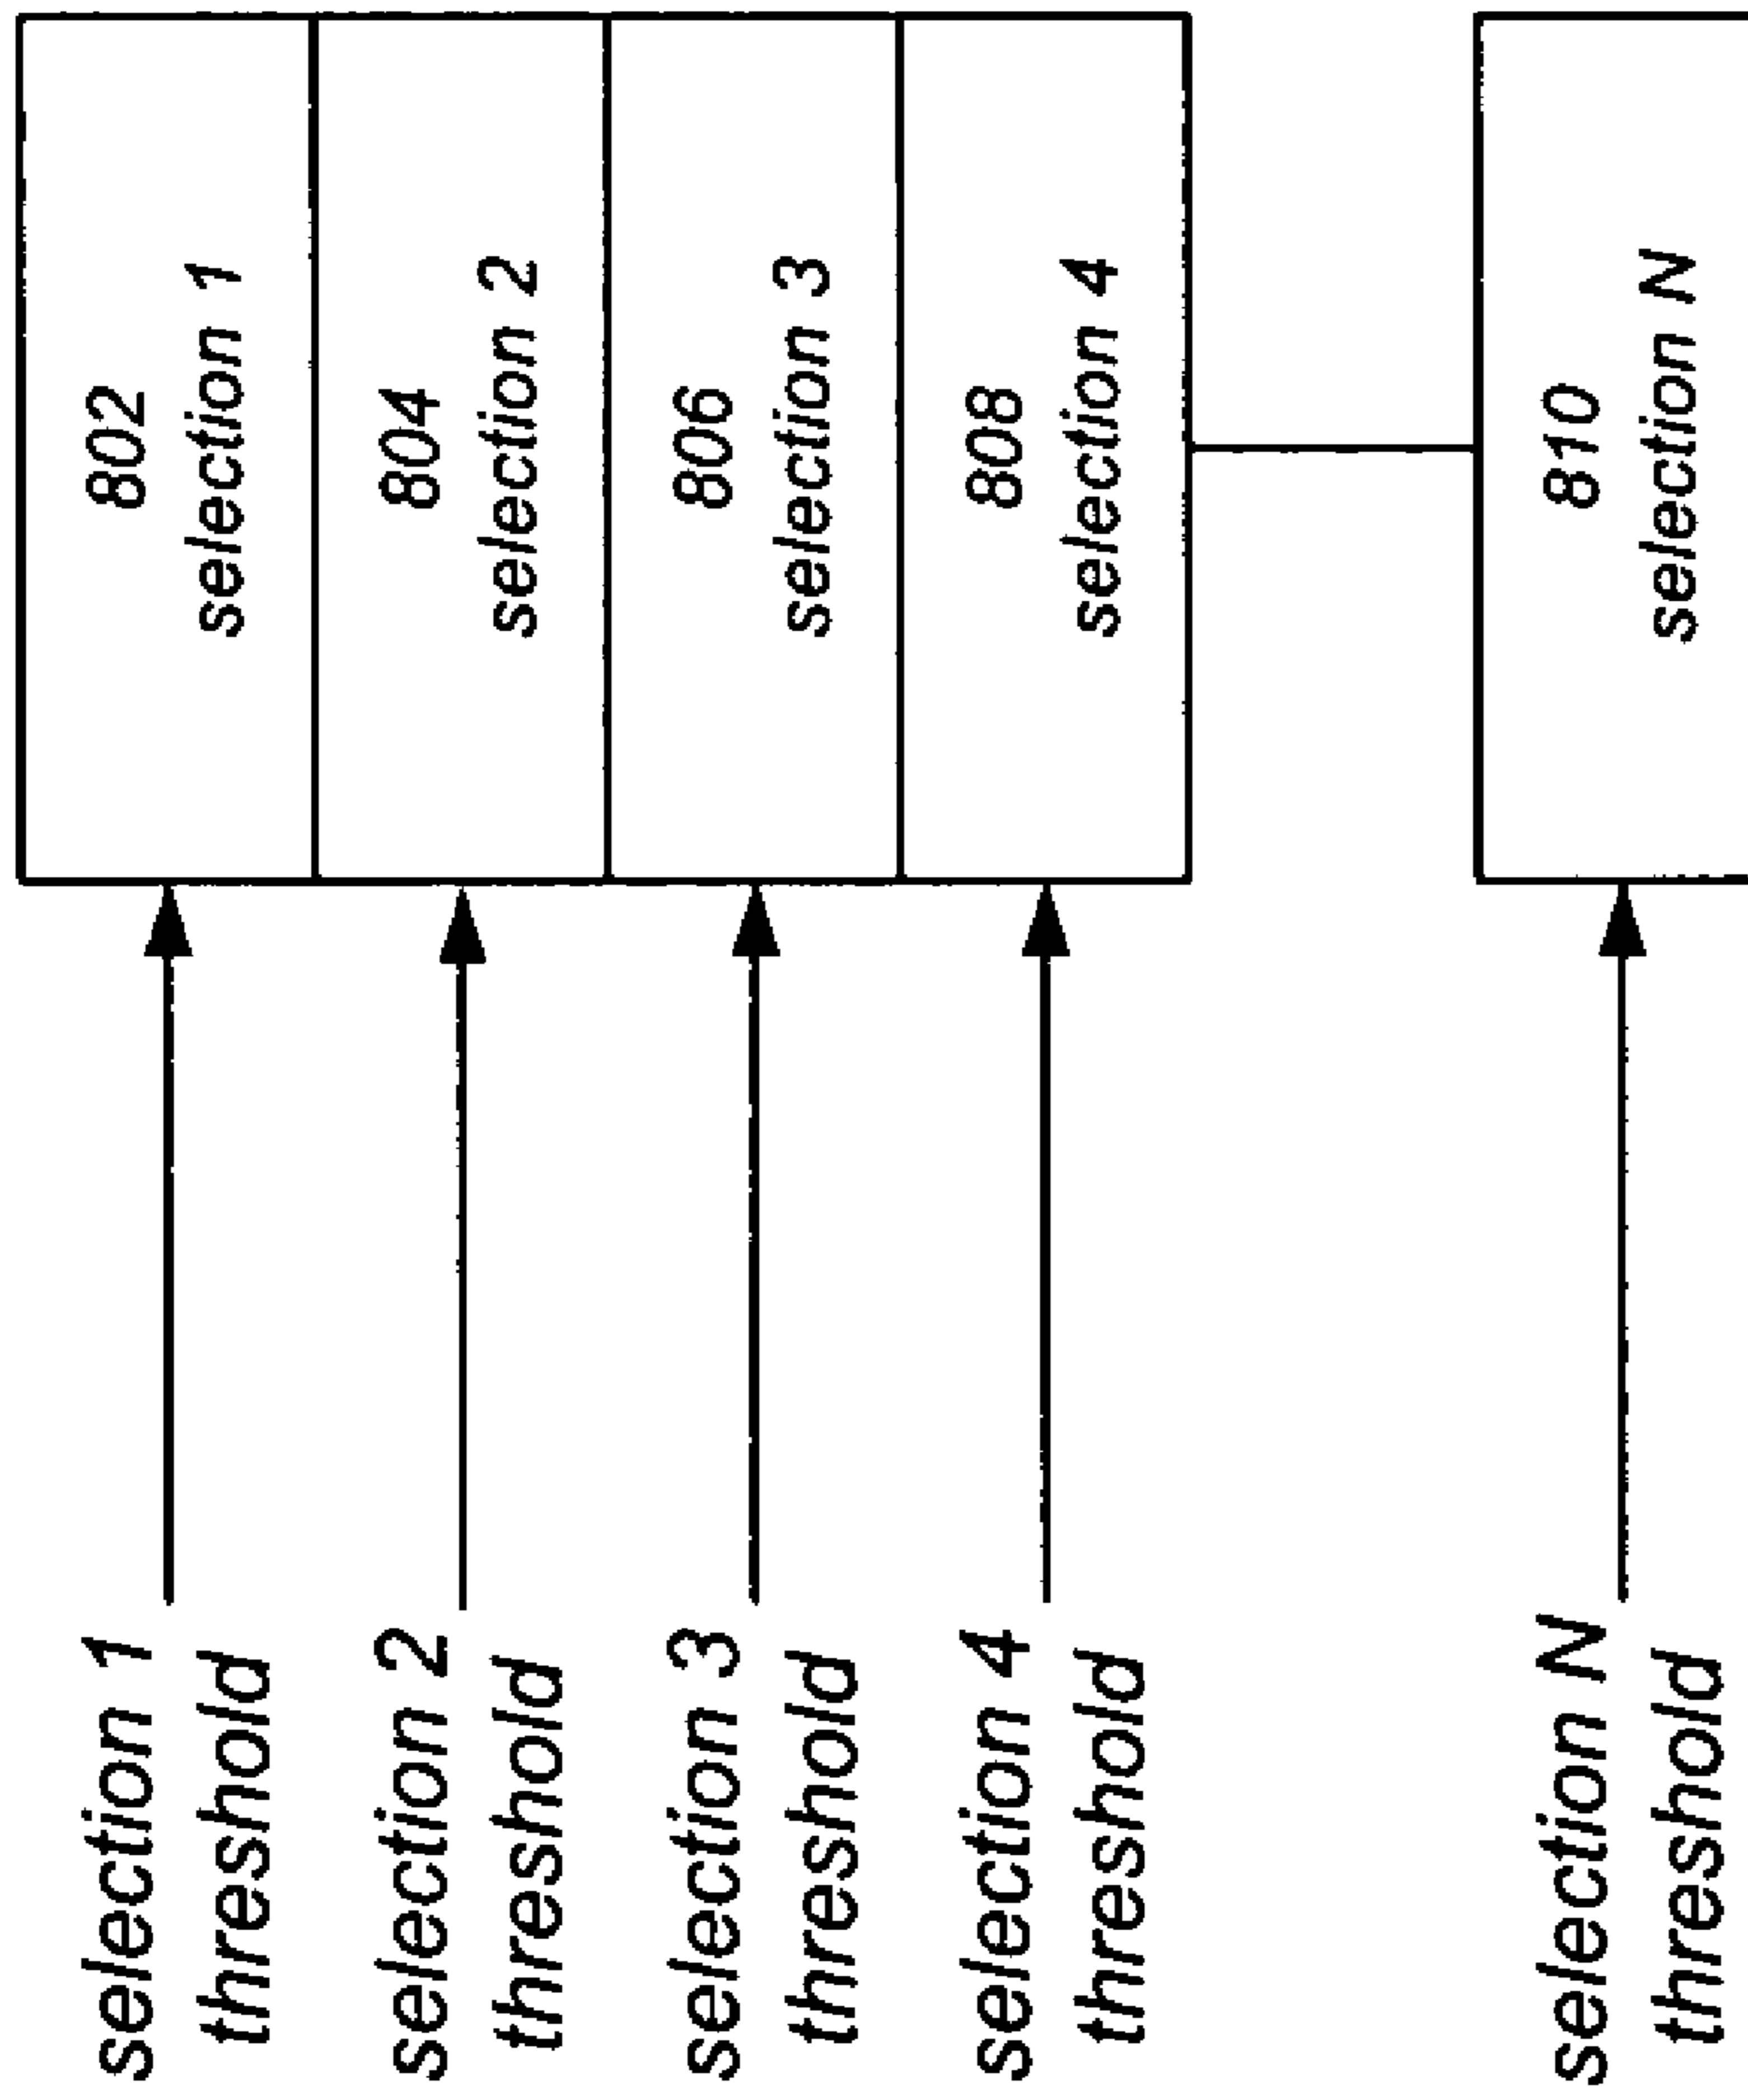 selection 1
threshold
802
selection 1
selection 2
threshold
804
selection 2
selection 3
threshold
806
selection 3
selection 4
threshold
808
selection 4
selection N
threshold
810
selection N